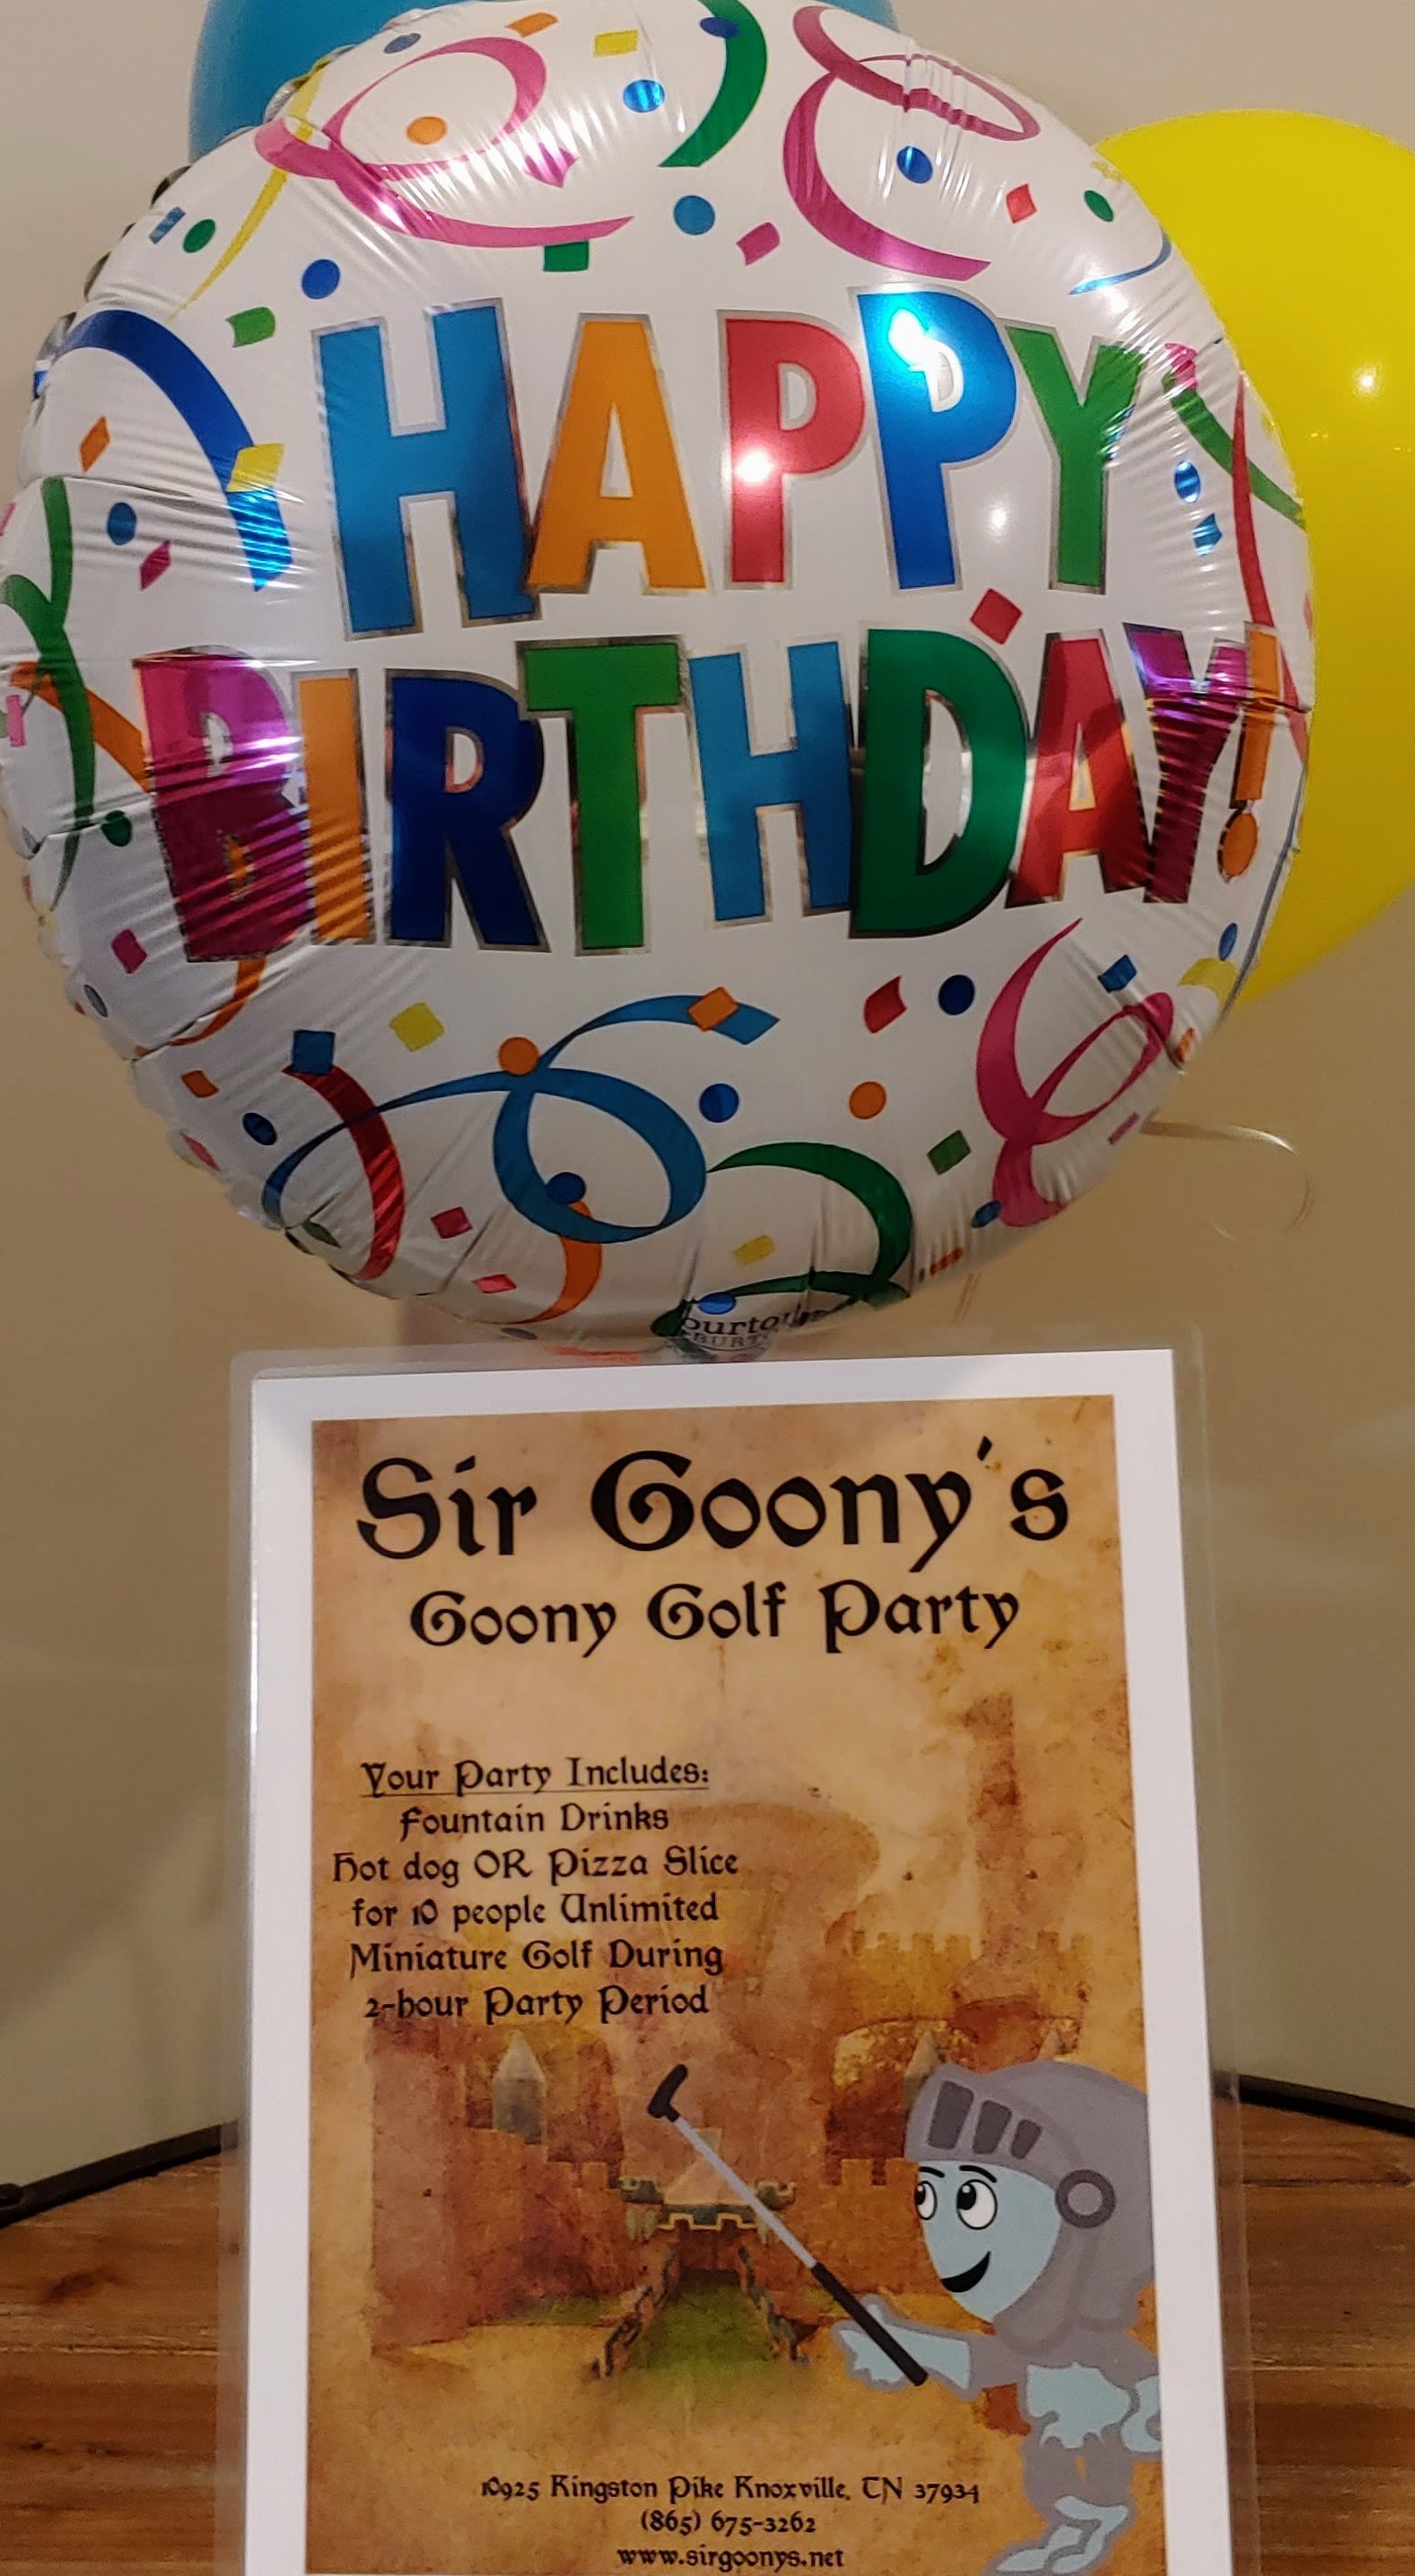 HAPPY
BIRTHDAY!
burton
BURTON
Sir Goony's
Goony Golf Party
Your Party Includes:
Fountain Drinks
Hot dog OR Pizza Slice
for 10 people Unlimited
Miniature Golf During
2-hour Party Period
10925 Kingston Pike Knoxville, TN 37934
(865) 675-3262
www.sirgoonys.net